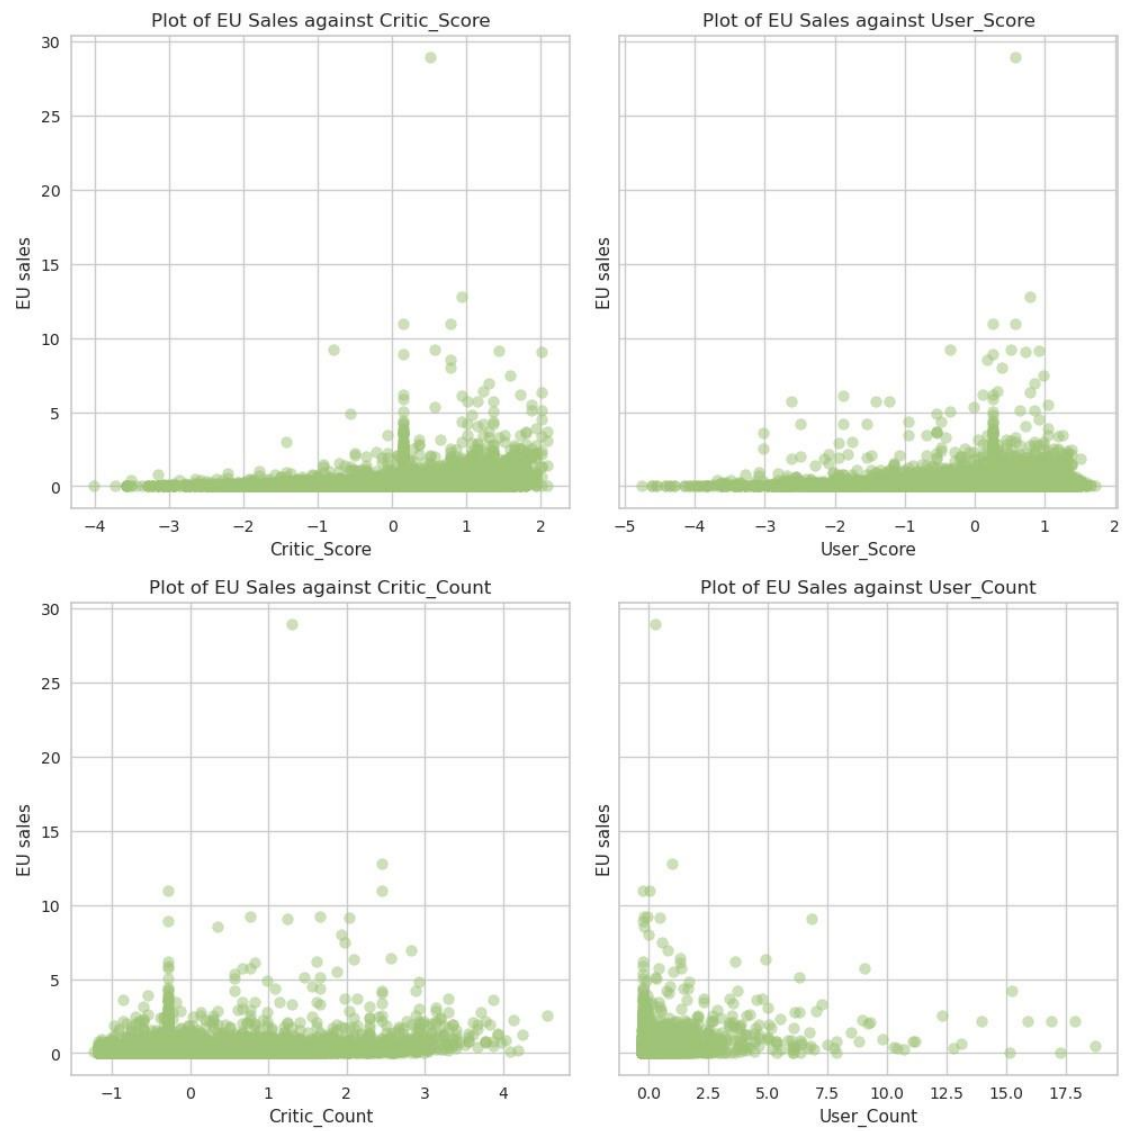 Plot of EU Sales against Critic_Score
30
25
20
15
10
5
0
EU sales
−4 −3 −2 −1 0 1 2
Critic_Score
Plot of EU Sales against User_Score
EU sales
−5 −4 −3 −2 −1 0 1 2
User_Score
Plot of EU Sales against Critic_Count
30
25
20
15
10
5
0
EU sales
−1 0 1 2 3 4
Critic_Count
Plot of EU Sales against User_Count
EU sales
0.0 2.5 5.0 7.5 10.0 12.5 15.0 17.5
User_Count